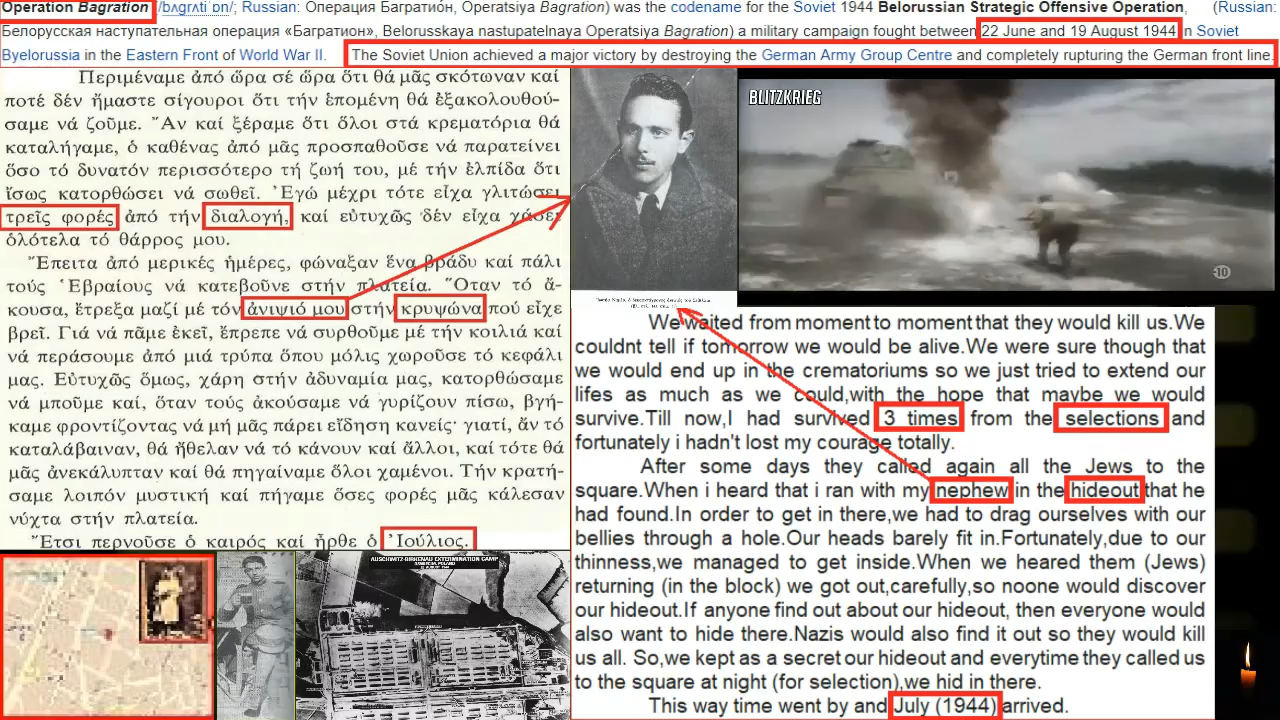 Operation Bagration /bʌɡrʌtiˈɒn/; Russian: Операция Багратио́н, Operatsiya Bagration) was the codename for the Soviet 1944 Belorussian Strategic Offensive Operation, (Russian:
Белорусская наступательная операция «Багратион», Belorusskaya nastupatelnaya Operatsiya Bagration) a military campaign fought between 22 June and 19 August 1944 in Soviet
Byelorussia in the Eastern Front of World War II. The Soviet Union achieved a major victory by destroying the German Army Group Centre and completely rupturing the German front line.
Περιμέναμε ἀπό ὥρα σέ ὥρα ὅτι θά μᾶς σκότωναν καί
ποτέ δέν ἤμαστε σίγουροι ὅτι τήν ἑπομένη θά ἐξακολουθού-
σαμε νά ζοῦμε. Ἄν καί ξέραμε ὅτι ὅλοι στά κρεματόρια θά
καταλήγαμε, ὁ καθένας ἀπό μᾶς προσπαθοῦσε νά παρατείνει
ὅσο τό δυνατόν περισσότερο τή ζωή του, μέ τήν ἐλπίδα ὅτι
ἴσως κατορθώσει νά σωθεῖ. Ἐγώ μέχρι τότε εἶχα γλιτώσει
τρεῖς φορές ἀπό τήν διαλογή, καί εὐτυχῶς δέν εἶχα χάσει
ὁλότελα τό θάρρος μου.
Ἔπειτα ἀπό μερικές ἡμέρες, φώναξαν ἕνα βράδυ καί πάλι
τούς Ἑβραίους νά κατεβοῦνε στήν πλατεία. Ὅταν τό ἄ-
κουσα, ἔτρεξα μαζί μέ τόν ἀνιψιό μου στήν κρυψώνα πού εἶχε
βρεῖ. Γιά νά πᾶμε ἐκεῖ, ἔπρεπε νά συρθοῦμε μέ τήν κοιλιά καί
νά περάσουμε ἀπό μιά τρύπα ὅπου μόλις χωροῦσε τό κεφάλι
μας. Εὐτυχῶς ὅμως, χάρη στήν ἀδυναμία μας, κατορθώσαμε
νά μποῦμε καί, ὅταν τούς ἀκούσαμε νά γυρίζουν πίσω, βγή-
καμε φροντίζοντας νά μή μᾶς πάρει εἴδηση κανείς· γιατί, ἄν τό
καταλάβαιναν, θά ἤθελαν νά τό κάνουν καί ἄλλοι, καί τότε θά
μᾶς ἀνεκάλυπταν καί θά πηγαίναμε ὅλοι χαμένοι. Τήν κρατή-
σαμε λοιπόν μυστική καί πήγαμε ὅσες φορές μᾶς κάλεσαν
νύχτα στήν πλατεία.
Ἔτσι περνοῦσε ὁ καιρός καί ἦρθε ὁ Ἰούλιος.
BLITZKRIEG
10
We waited from moment to moment that they would kill us.We
couldnt tell if tomorrow we would be alive.We were sure though that
we would end up in the crematoriums so we just tried to extend our
lifes as much as we could,with the hope that maybe we would
survive.Till now,I had survived 3 times from the selections and
fortunately i hadn't lost my courage totally.
After some days they called again all the Jews to the
square.When i heard that i ran with my nephew in the hideout that he
had found.In order to get in there,we had to drag ourselves with our
bellies through a hole.Our heads barely fit in.Fortunately,due to our
thinness,we managed to get inside.When we heared them (Jews)
returning (in the block) we got out,carefully,so noone would discover
our hideout.If anyone find out about our hideout, then everyone would
also want to hide there.Nazis would also find it out so they would kill
us all. So,we kept as a secret our hideout and everytime they called us
to the square at night (for selection),we hid in there.
This way time went by and July (1944) arrived.
AUSCHWITZ-BIRKENAU EXTERMINATION CAMP